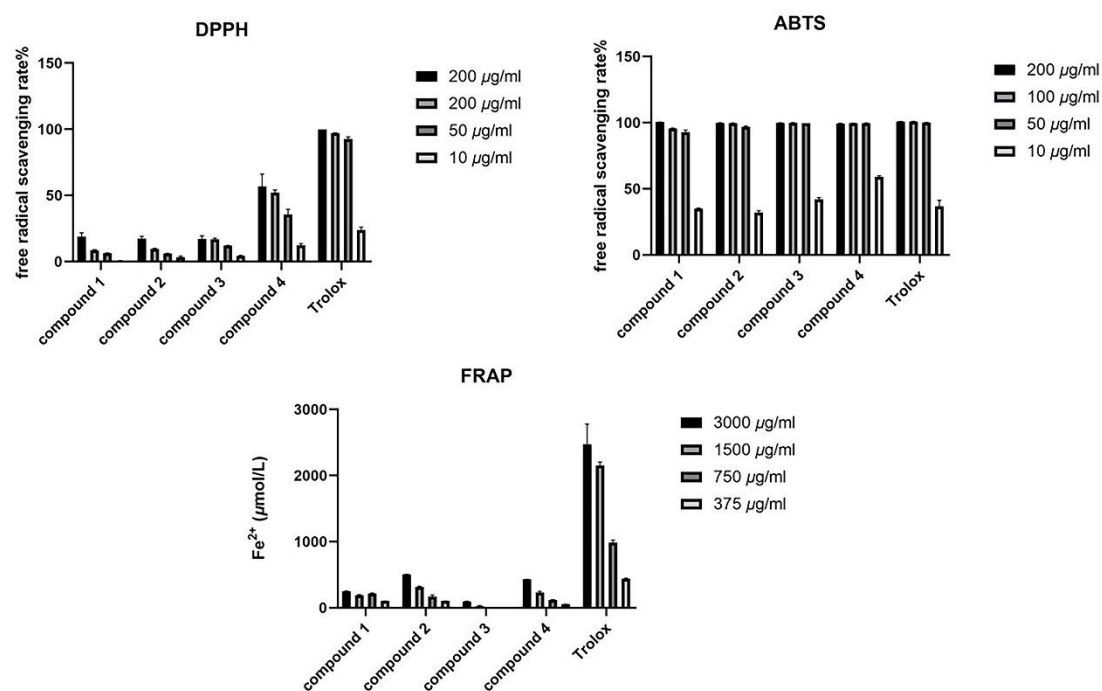 DPPH
free radical scavenging rate%
150
100
50
0
compound 1
compound 2
compound 3
compound 4
Trolox
200 µg/ml
200 µg/ml
50 µg/ml
10 µg/ml
ABTS
free radical scavenging rate%
150
100
50
0
compound 1
compound 2
compound 3
compound 4
Trolox
200 µg/ml
100 µg/ml
50 µg/ml
10 µg/ml
FRAP
Fe²⁺ (µmol/L)
3000
2000
1000
0
compound 1
compound 2
compound 3
compound 4
Trolox
3000 µg/ml
1500 µg/ml
750 µg/ml
375 µg/ml